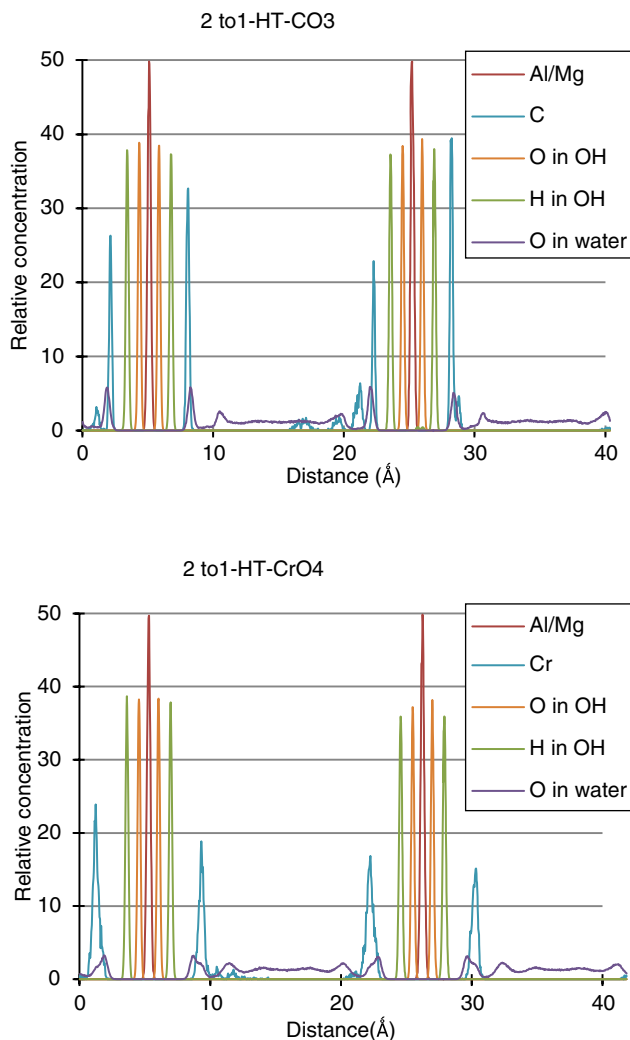 2 to1-HT-CO3
50
40
30
20
10
0
Relative concentration
Al/Mg
C
O in OH
H in OH
O in water
0 10 20 30 40
Distance (Å)
2 to1-HT-CrO4
50
40
30
20
10
0
Relative concentration
Al/Mg
Cr
O in OH
H in OH
O in water
0 10 20 30 40
Distance(Å)